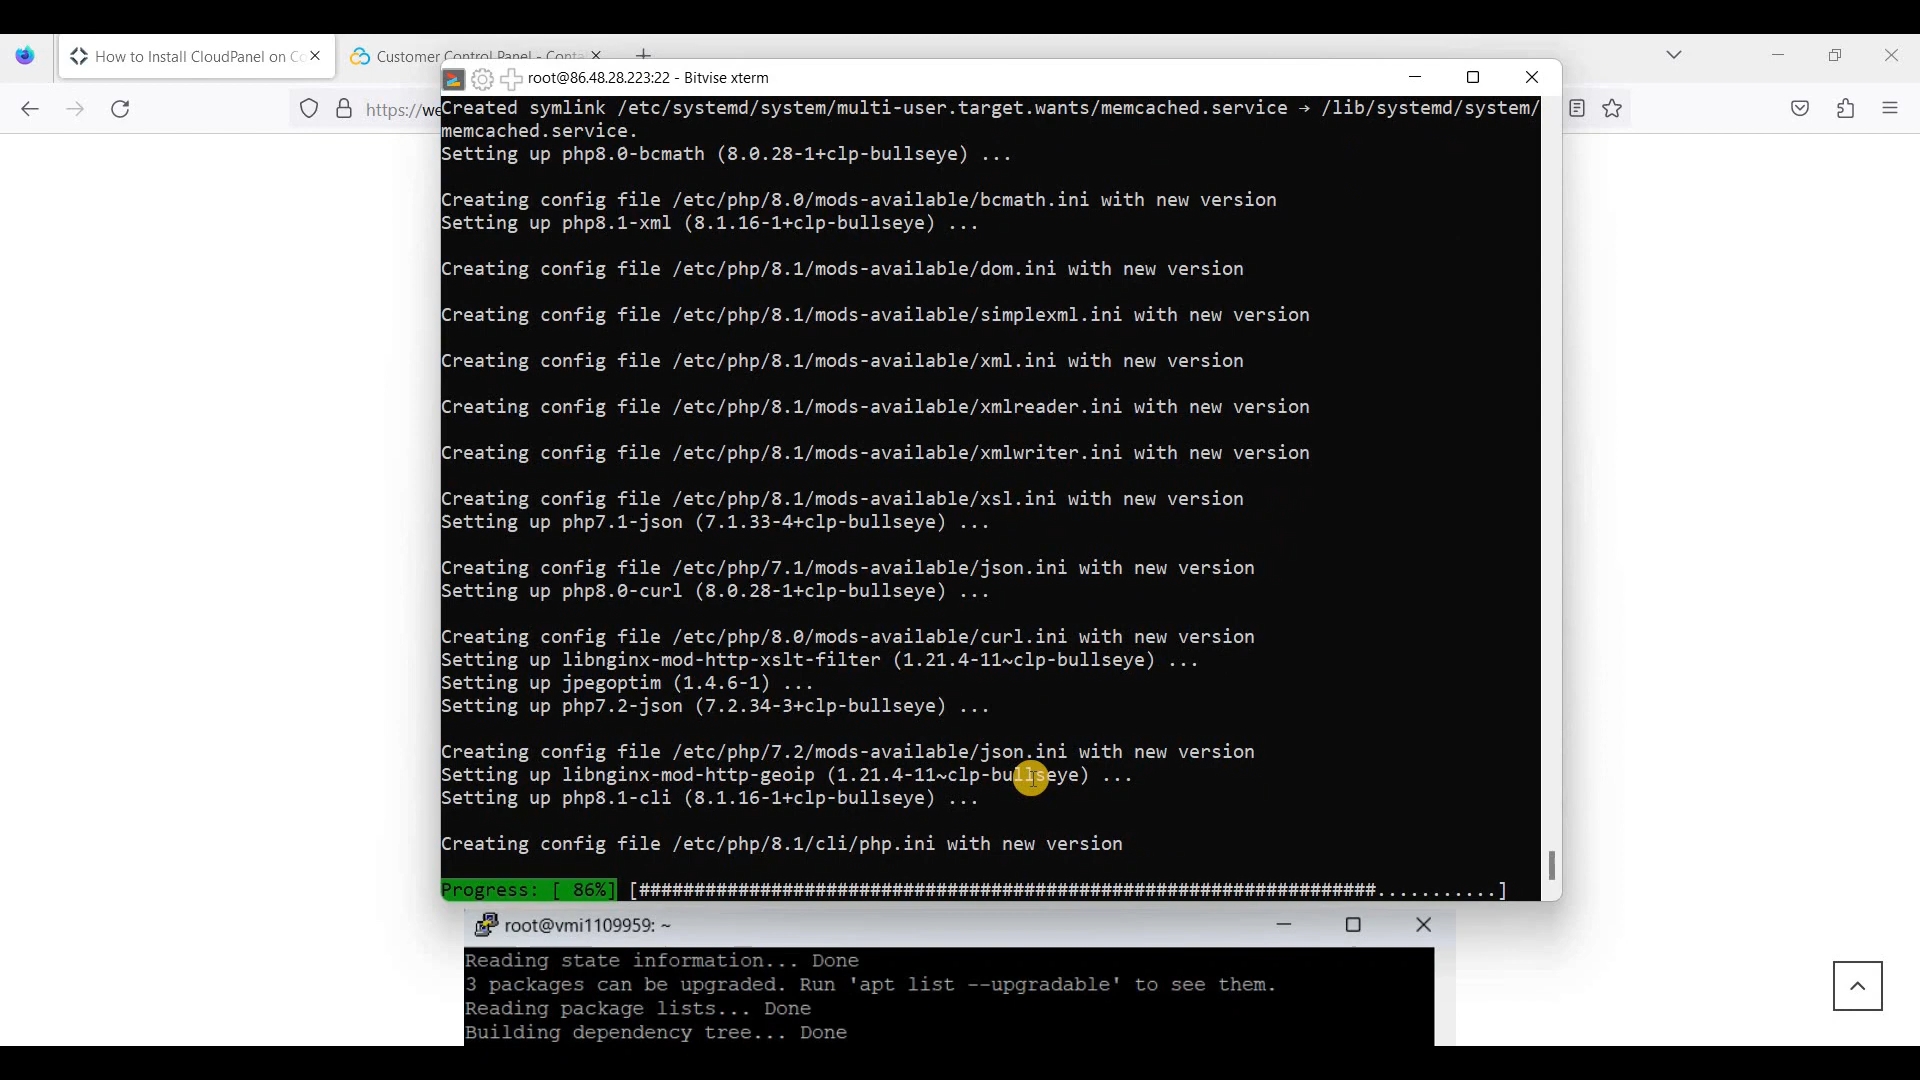 How to Install CloudPanel on Co
Customer Control Panel - Conta
https://we
root@86.48.28.223:22 - Bitvise xterm
Created symlink /etc/systemd/system/multi-user.target.wants/memcached.service → /lib/systemd/system/
memcached.service.
Setting up php8.0-bcmath (8.0.28-1+clp-bullseye) ...
Creating config file /etc/php/8.0/mods-available/bcmath.ini with new version
Setting up php8.1-xml (8.1.16-1+clp-bullseye) ...
Creating config file /etc/php/8.1/mods-available/dom.ini with new version
Creating config file /etc/php/8.1/mods-available/simplexml.ini with new version
Creating config file /etc/php/8.1/mods-available/xml.ini with new version
Creating config file /etc/php/8.1/mods-available/xmlreader.ini with new version
Creating config file /etc/php/8.1/mods-available/xmlwriter.ini with new version
Creating config file /etc/php/8.1/mods-available/xsl.ini with new version
Setting up php7.1-json (7.1.33-4+clp-bullseye) ...
Creating config file /etc/php/7.1/mods-available/json.ini with new version
Setting up php8.0-curl (8.0.28-1+clp-bullseye) ...
Creating config file /etc/php/8.0/mods-available/curl.ini with new version
Setting up libnginx-mod-http-xslt-filter (1.21.4-11~clp-bullseye) ...
Setting up jpegoptim (1.4.6-1) ...
Setting up php7.2-json (7.2.34-3+clp-bullseye) ...
Creating config file /etc/php/7.2/mods-available/json.ini with new version
Setting up libnginx-mod-http-geoip (1.21.4-11~clp-bullseye) ...
Setting up php8.1-cli (8.1.16-1+clp-bullseye) ...
Creating config file /etc/php/8.1/cli/php.ini with new version
Progress: [ 86%] [###################################################################...........]
root@vmi1109959: ~
Reading state information... Done
3 packages can be upgraded. Run 'apt list --upgradable' to see them.
Reading package lists... Done
Building dependency tree... Done